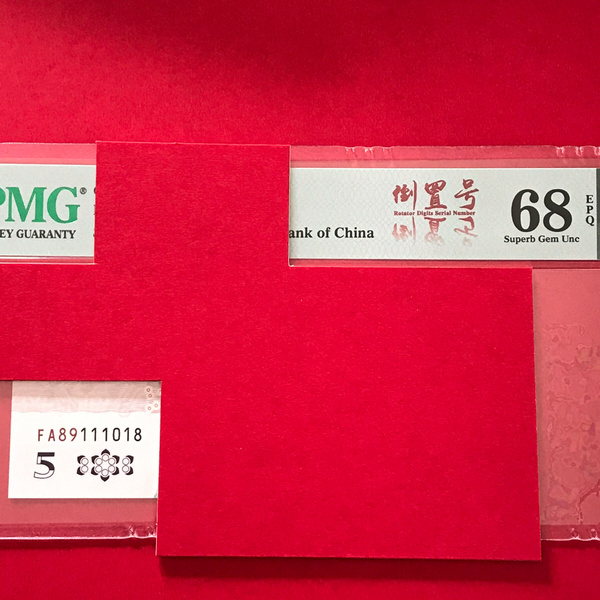 PMG®
EY GUARANTY
ank of China
倒置号
Rotator Digits Serial Number
68
EPQ
Superb Gem Unc
FA89111018
5